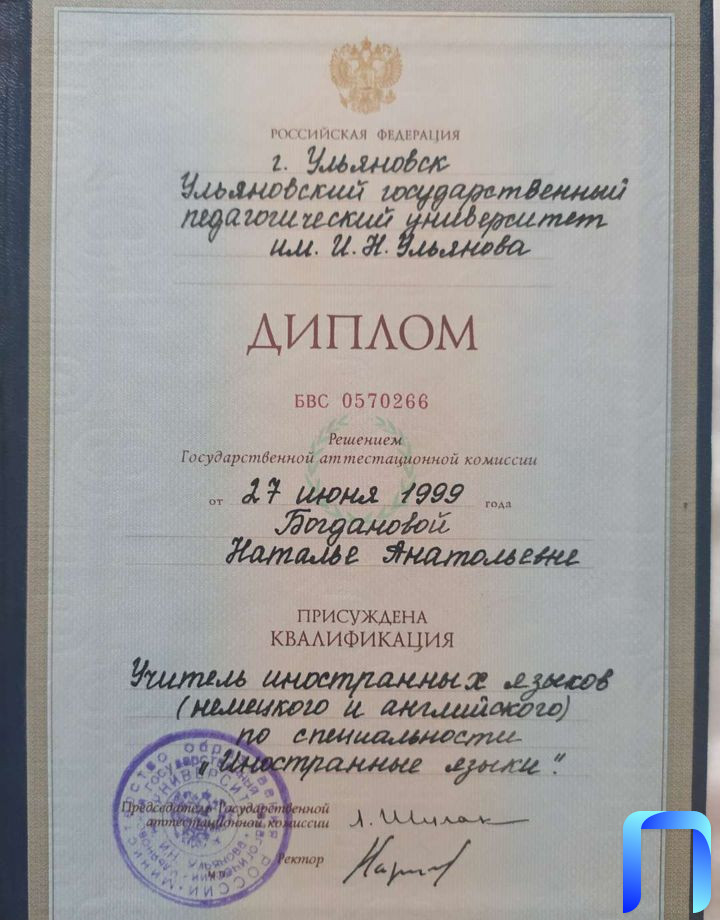 РОССИЙСКАЯ ФЕДЕРАЦИЯ
г. Ульяновск
Ульяновский государственный
педагогический университет
им. И. Н. Ульянова
ДИПЛОМ
БВС 0570266
Решением
Государственной аттестационной комиссии
от 27 июня 1999 года
Богдановой
Наталье Анатольевне
ПРИСУЖДЕНА
КВАЛИФИКАЦИЯ
Учитель иностранных языков
(немецкого и английского)
по специальности
„Иностранные языки".
Председатель Государственной
аттестационной комиссии
Ректор